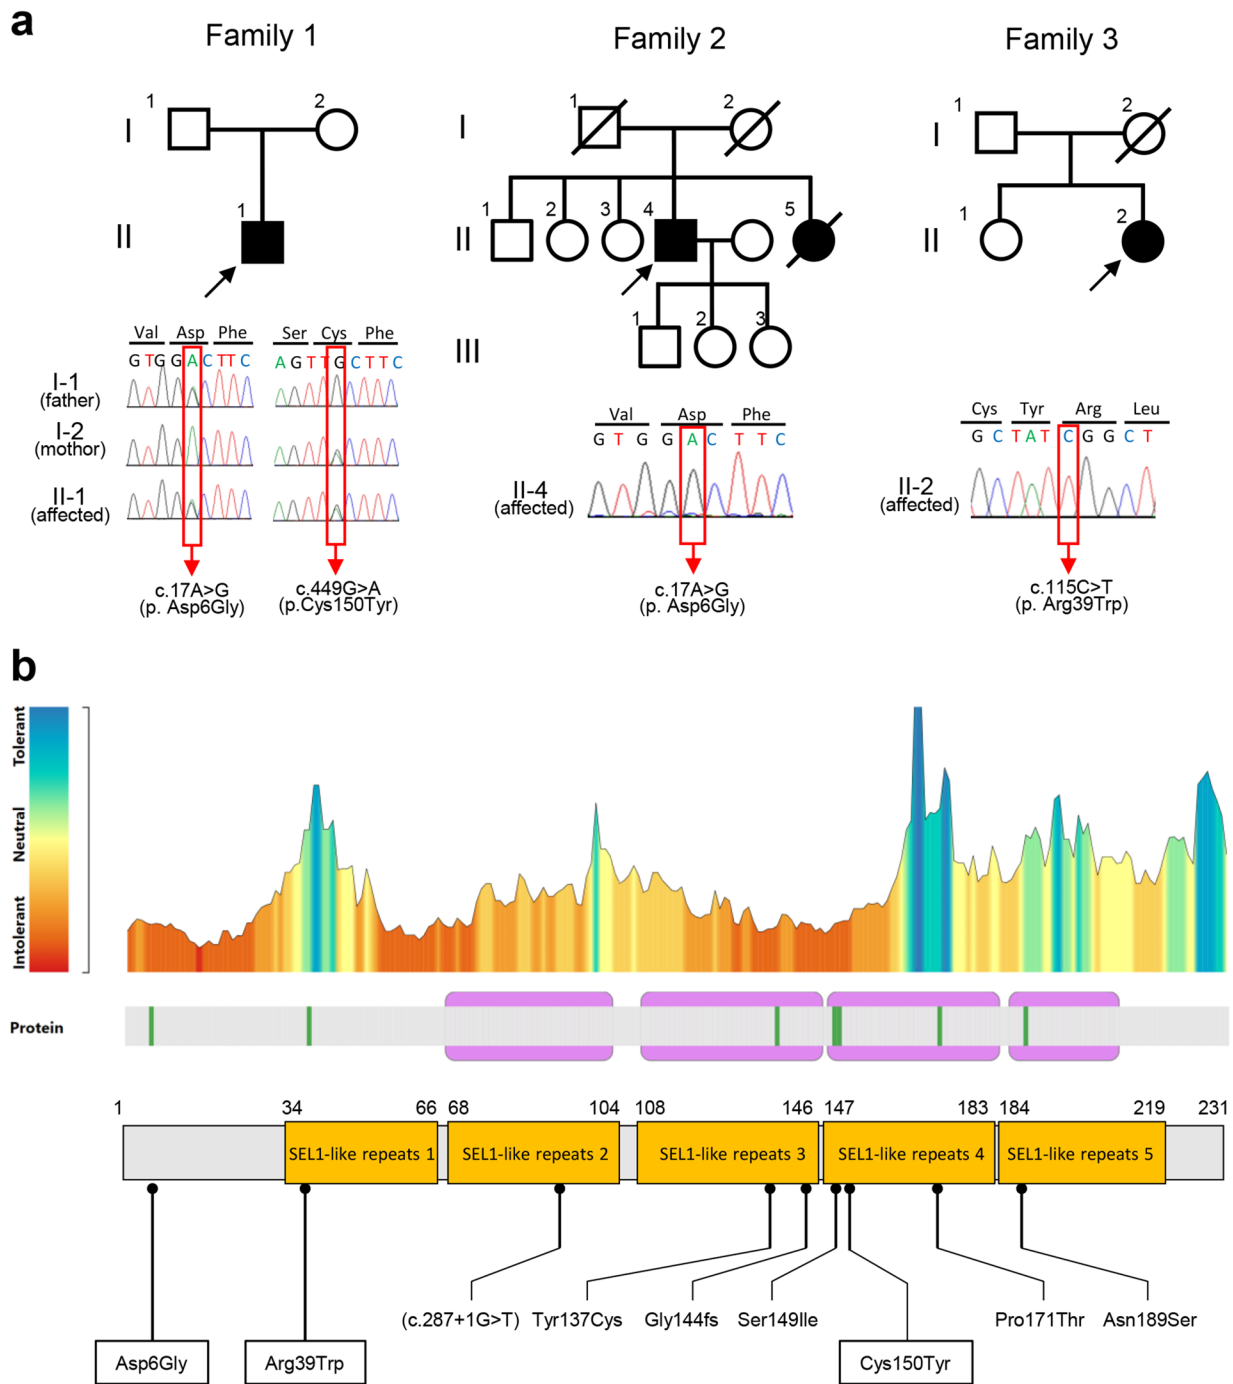 a
Family 1
Family 2
Family 3
1
2
I
1
II
1
2
I
1
2
3
4
5
II
1
2
3
III
1
2
I
1
2
II
Val Asp Phe
G T G G A C T T C
Ser Cys Phe
A G T T G C T T C
I-1
(father)
I-2
(mothor)
II-1
(affected)
c.17A>G
(p. Asp6Gly)
c.449G>A
(p.Cys150Tyr)
Val Asp Phe
G T G G A C T T C
II-4
(affected)
c.17A>G
(p. Asp6Gly)
Cys Tyr Arg Leu
G C T A T C G G C T
II-2
(affected)
c.115C>T
(p. Arg39Trp)
b
Tolerant
Neutral
Intolerant
Protein
1 34 66 68 104 108 146 147 183 184 219 231
SEL1-like repeats 1
SEL1-like repeats 2
SEL1-like repeats 3
SEL1-like repeats 4
SEL1-like repeats 5
(c.287+1G>T) Tyr137Cys Gly144fs Ser149Ile Pro171Thr Asn189Ser
Asp6Gly Arg39Trp Cys150Tyr